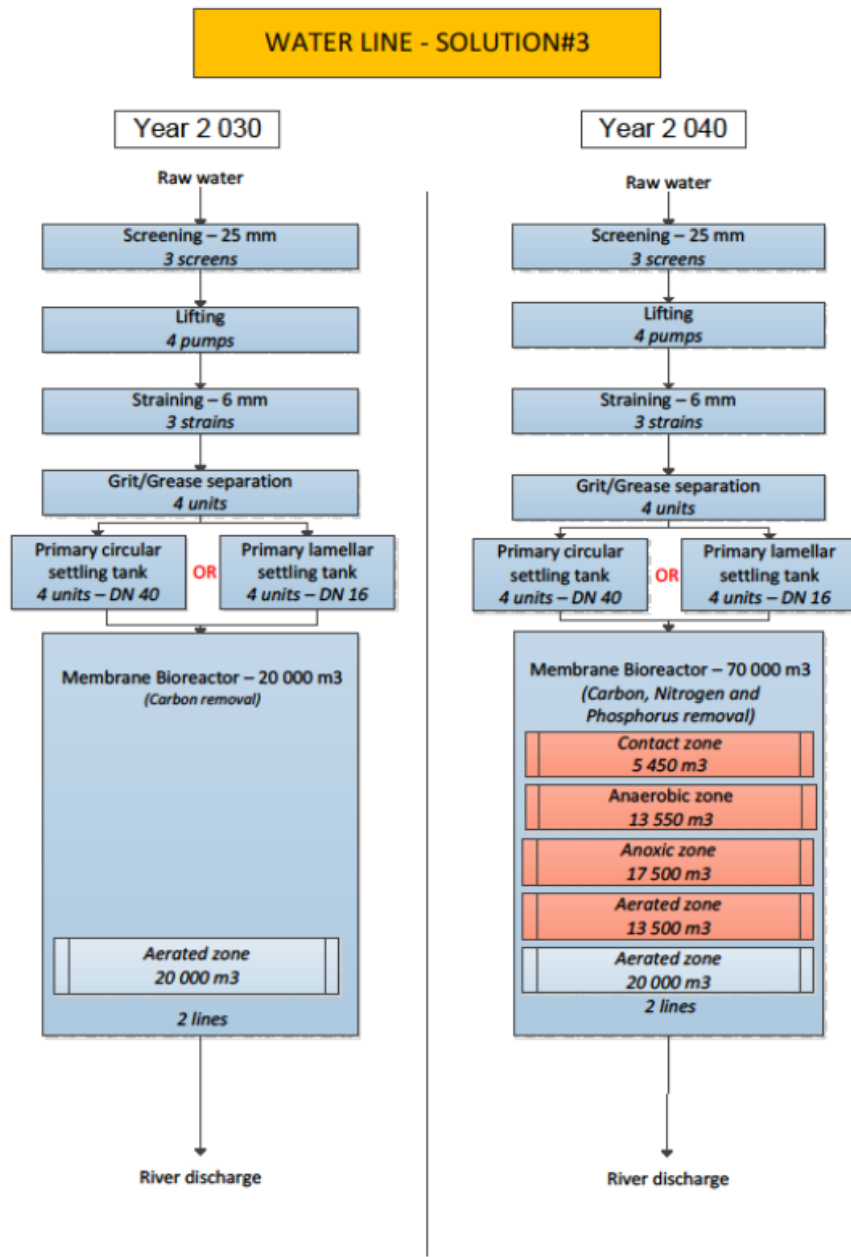 WATER LINE - SOLUTION#3
Year 2 030
Raw water
Screening – 25 mm
3 screens
Lifting
4 pumps
Straining – 6 mm
3 strains
Grit/Grease separation
4 units
Primary circular
settling tank
4 units – DN 40
OR
Primary lamellar
settling tank
4 units – DN 16
Membrane Bioreactor – 20 000 m3
(Carbon removal)
Aerated zone
20 000 m3
2 lines
River discharge
Year 2 040
Raw water
Screening – 25 mm
3 screens
Lifting
4 pumps
Straining – 6 mm
3 strains
Grit/Grease separation
4 units
Primary circular
settling tank
4 units – DN 40
OR
Primary lamellar
settling tank
4 units – DN 16
Membrane Bioreactor – 70 000 m3
(Carbon, Nitrogen and
Phosphorus removal)
Contact zone
5 450 m3
Anaerobic zone
13 550 m3
Anoxic zone
17 500 m3
Aerated zone
13 500 m3
Aerated zone
20 000 m3
2 lines
River discharge